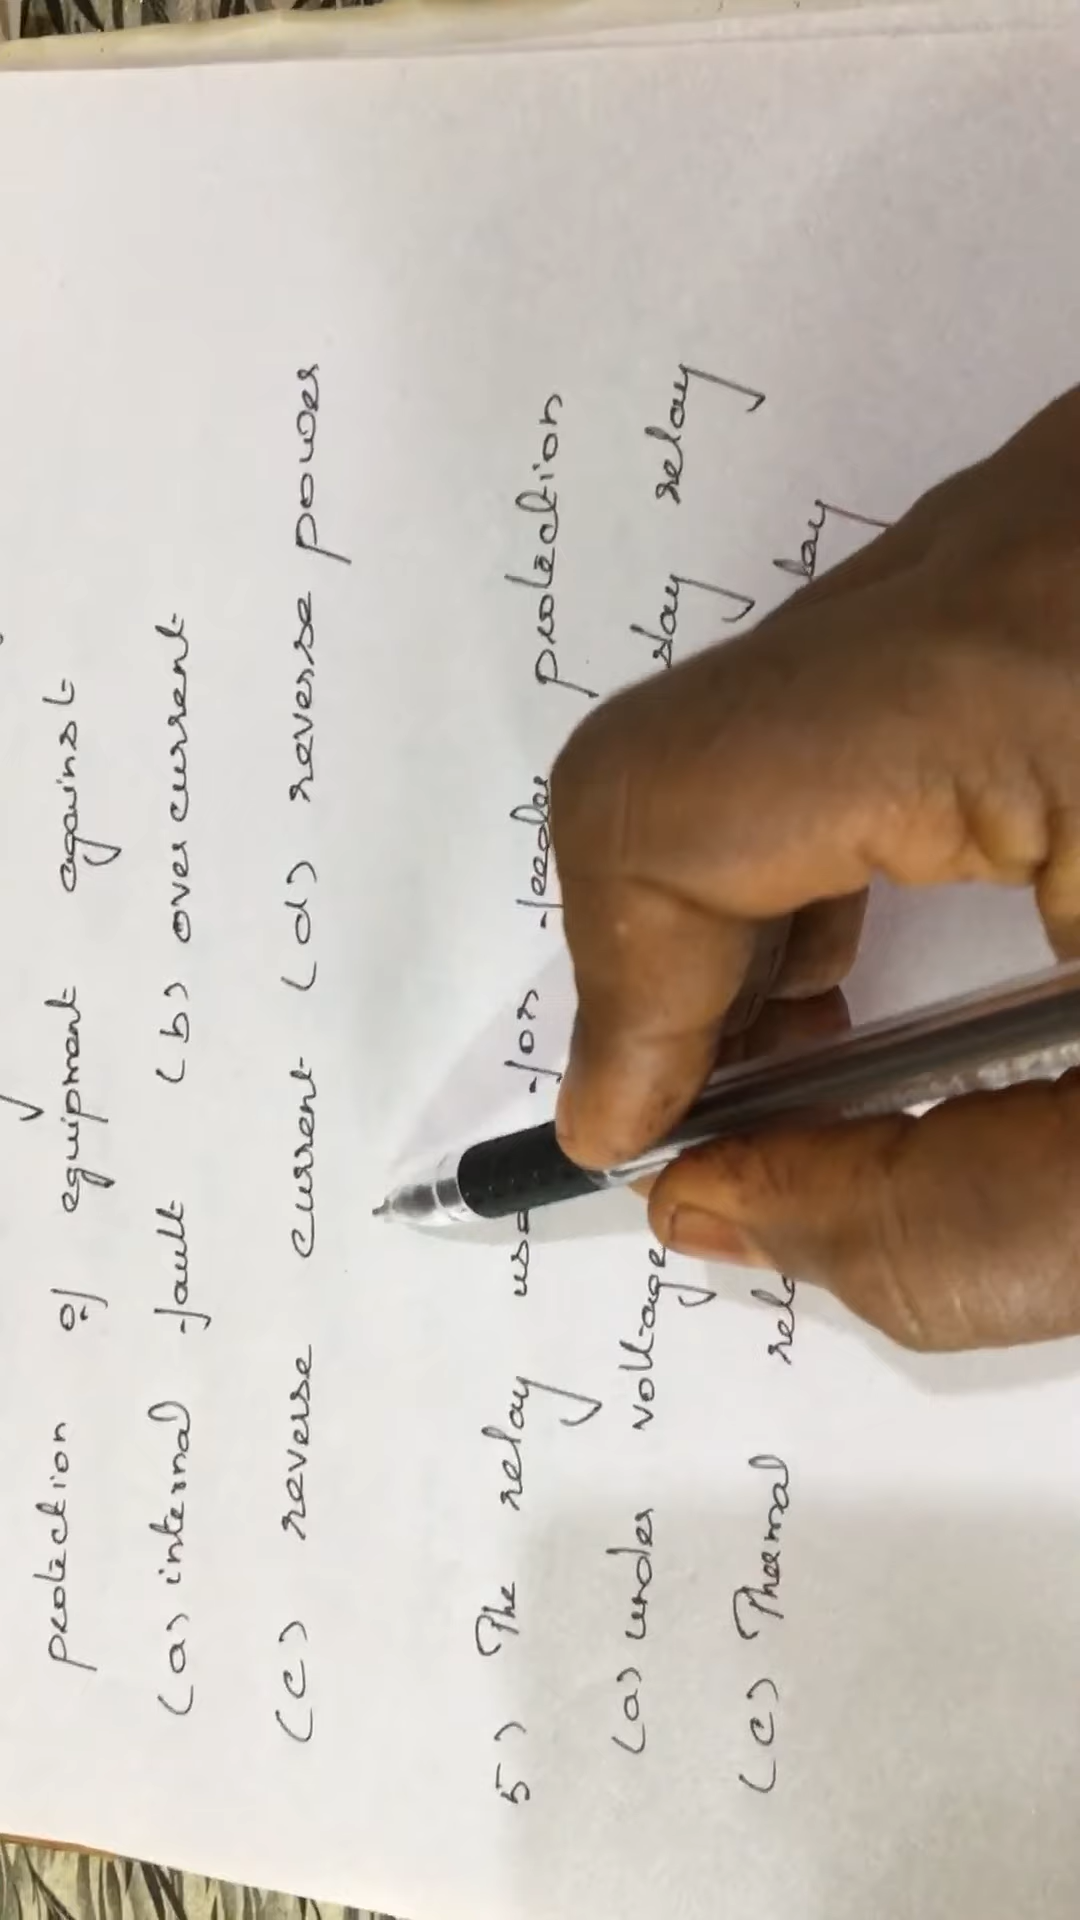 protection of equipment against
(a) internal fault (b) over current
(c) reverse current (d) reverse power
5) The relay for feeder protection
(a) under voltage relay
(c) Thermal